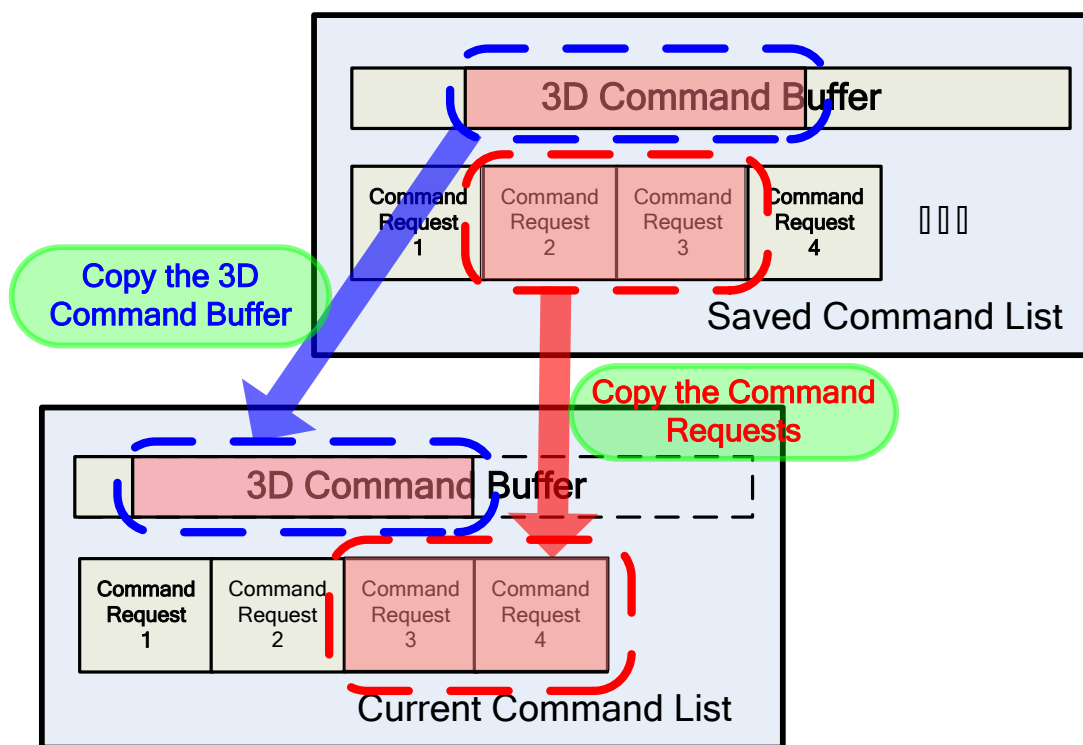 3D Command Buffer
Command
Request
1
Command
Request
2
Command
Request
3
Command
Request
4
Saved Command List
Copy the 3D
Command Buffer
Copy the Command
Requests
3D Command Buffer
Command
Request
1
Command
Request
2
Command
Request
3
Command
Request
4
Current Command List